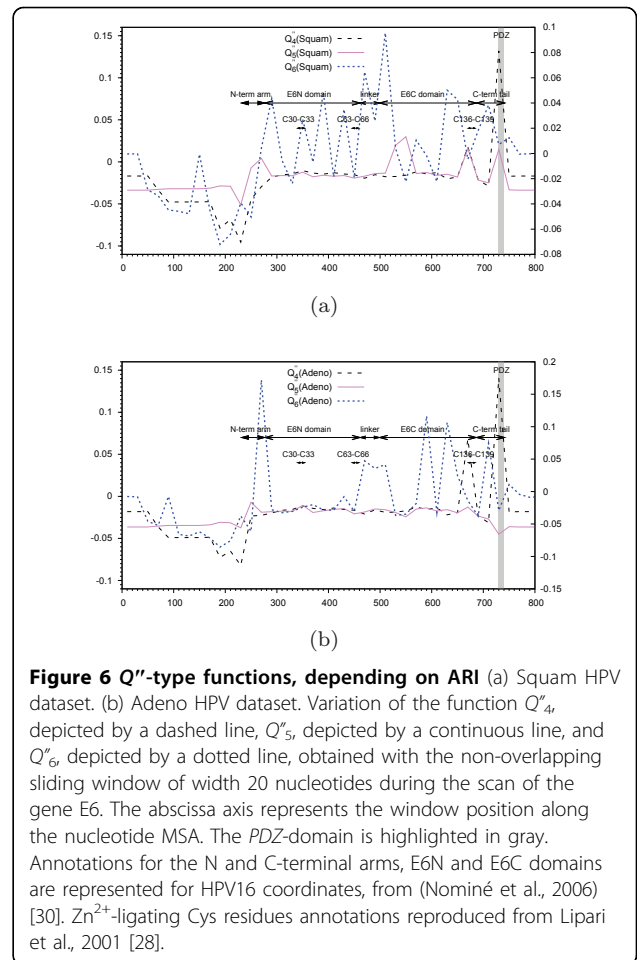 Q″4(Squam)
Q″5(Squam)
Q″6(Squam)
PDZ
N-term arm E6N domain linker E6C domain C-term tail
C30-C33 C63-C66 C136-C139
0.15
0.1
0.05
0
-0.05
-0.1
0.1
0.08
0.06
0.04
0.02
0
-0.02
-0.04
-0.06
0.08
0 100 200 300 400 500 600 700 800
(a)
Q″4(Adeno)
Q″5(Adeno)
Q″6(Adeno)
PDZ
N-term arm E6N domain linker E6C domain C-term tail
C30-C33 C63-C66 C136-C139
0.15
0.1
0.05
0
-0.05
-0.1
0.2
0.15
0.1
0.05
0
-0.05
-0.1
-0.15
0 100 200 300 400 500 600 700 800
(b)
Figure 6 Q″-type functions, depending on ARI (a) Squam HPV
dataset. (b) Adeno HPV dataset. Variation of the function Q″4,
depicted by a dashed line, Q″5, depicted by a continuous line, and
Q″6, depicted by a dotted line, obtained with the non-overlapping
sliding window of width 20 nucleotides during the scan of the
gene E6. The abscissa axis represents the window position along
the nucleotide MSA. The PDZ-domain is highlighted in gray.
Annotations for the N and C-terminal arms, E6N and E6C domains
are represented for HPV16 coordinates, from (Nominé et al., 2006)
[30]. Zn2+-ligating Cys residues annotations reproduced from Lipari
et al., 2001 [28].